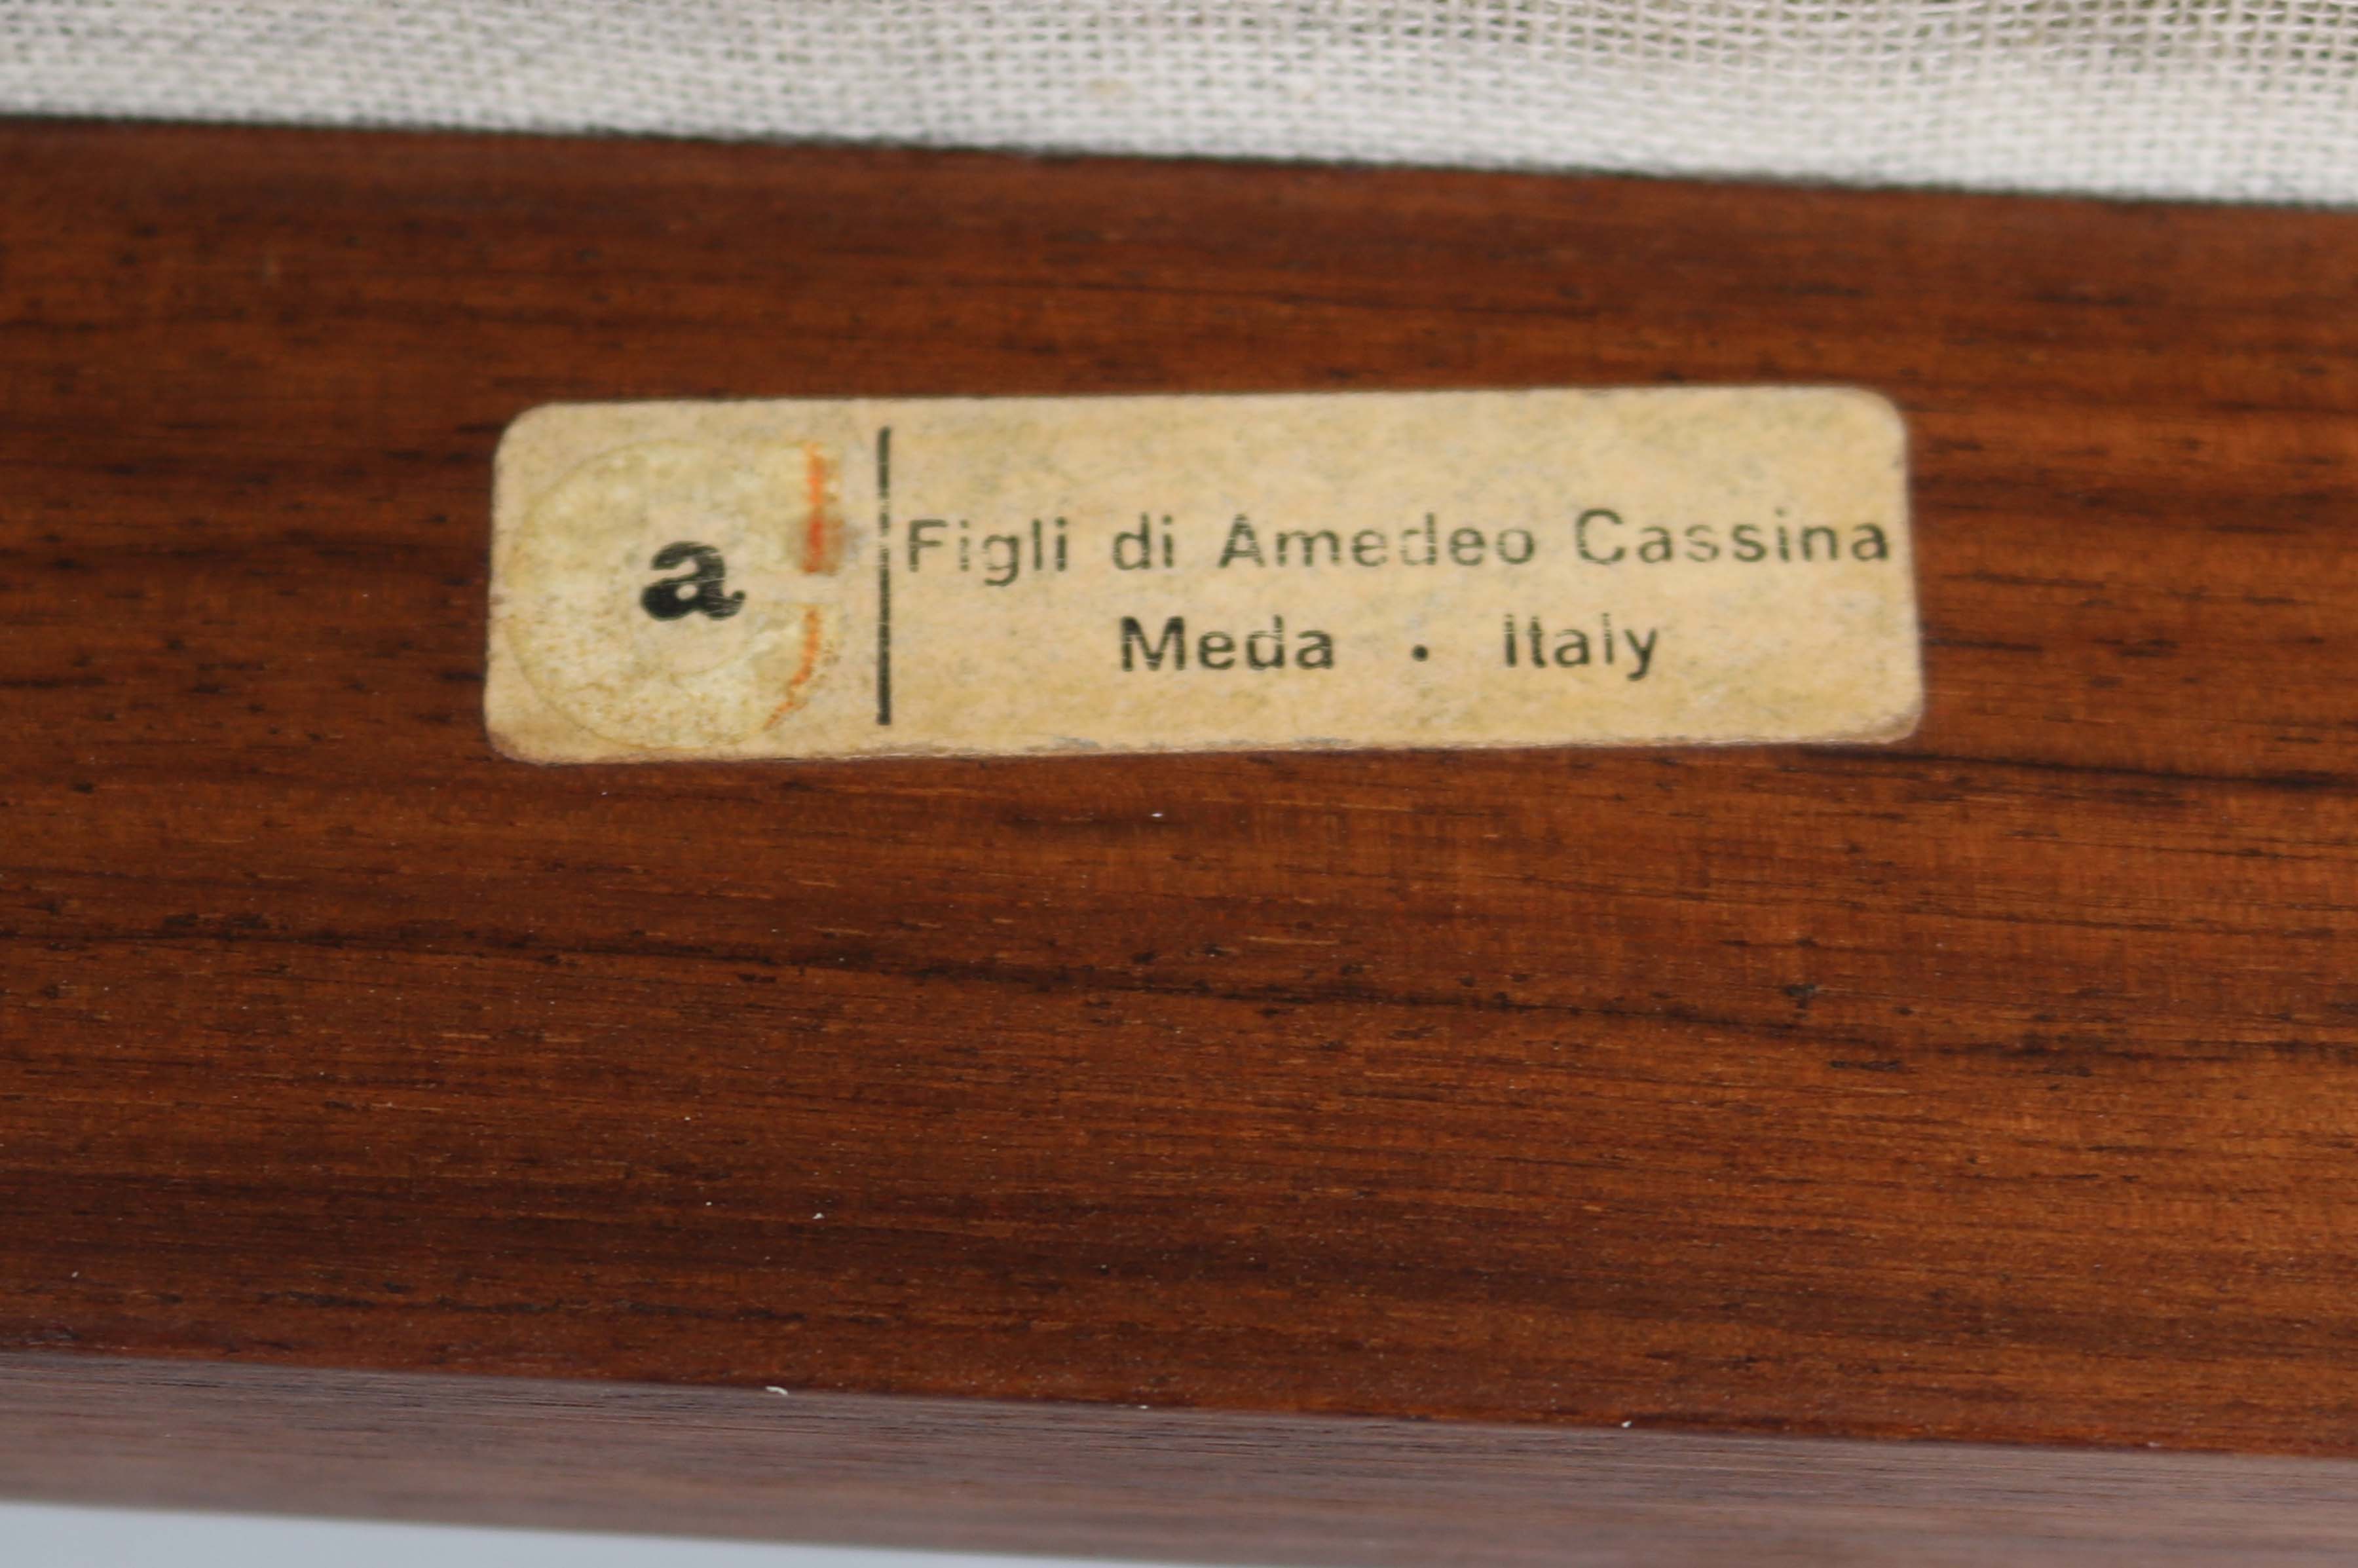 a
Figli di Amedeo Cassina
Meda • Italy